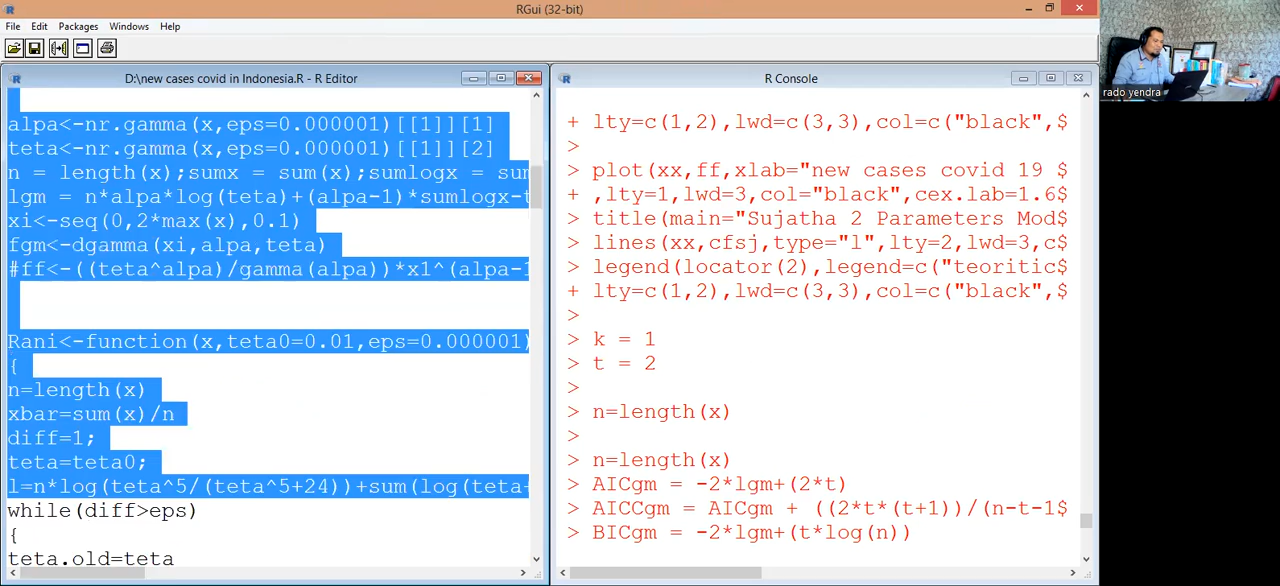 RGui (32-bit)
File Edit Packages Windows Help
D:\new cases covid in Indonesia.R - R Editor
alpa<-nr.gamma(x,eps=0.000001)[[1]][1]
teta<-nr.gamma(x,eps=0.000001)[[1]][2]
n = length(x);sumx = sum(x);sumlogx = sum
lgm = n*alpa*log(teta)+(alpa-1)*sumlogx-t
xi<-seq(0,2*max(x),0.1)
fgm<-dgamma(xi,alpa,teta)
#ff<-((teta^alpa)/gamma(alpa))*x1^(alpa-1
Rani<-function(x,teta0=0.01,eps=0.000001)
{
n=length(x)
xbar=sum(x)/n
diff=1;
teta=teta0;
l=n*log(teta^5/(teta^5+24))+sum(log(teta+
while(diff>eps)
{
teta.old=teta
R Console
+ lty=c(1,2),lwd=c(3,3),col=c("black",$
>
> plot(xx,ff,xlab="new cases covid 19 $
+ ,lty=1,lwd=3,col="black",cex.lab=1.6$
> title(main="Sujatha 2 Parameters Mod$
> lines(xx,cfsj,type="l",lty=2,lwd=3,c$
> legend(locator(2),legend=c("teoritic$
+ lty=c(1,2),lwd=c(3,3),col=c("black",$
>
> k = 1
> t = 2
>
> n=length(x)
>
> n=length(x)
> AICgm = -2*lgm+(2*t)
> AICCgm = AICgm + ((2*t*(t+1))/(n-t-1$
> BICgm = -2*lgm+(t*log(n))
rado yendra